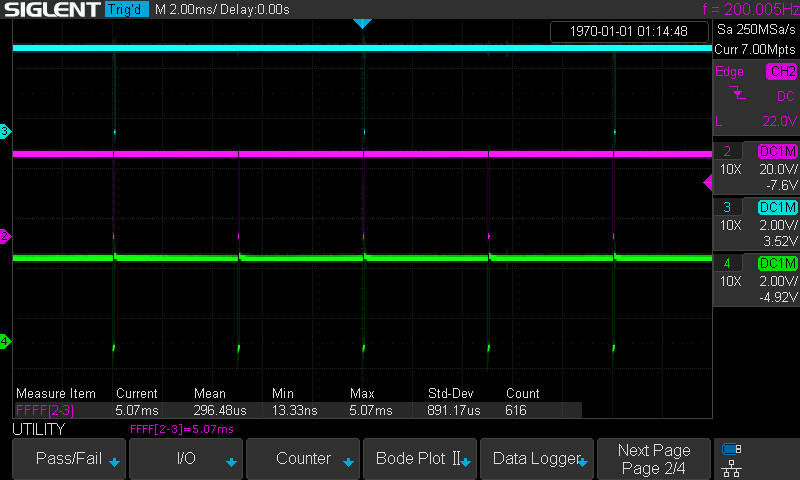 SIGLENT Trig'd M 2.00ms/ Delay:0.00s f = 200.005Hz
1970-01-01 01:14:48
Sa 250MSa/s
Curr 7.00Mpts
Edge CH2
DC
L 22.0V
2 DC1M
10X 20.0V/
-7.6V
3 DC1M
10X 2.00V/
3.52V
4 DC1M
10X 2.00V/
-4.92V
3
2
4
Measure Item Current Mean Min Max Std-Dev Count
FFFF[2-3] 5.07ms 296.48us 13.33ns 5.07ms 891.17us 616
UTILITY FFFF[2-3]=5.07ms
Pass/Fail I/O Counter Bode Plot II Data Logger Next Page
Page 2/4